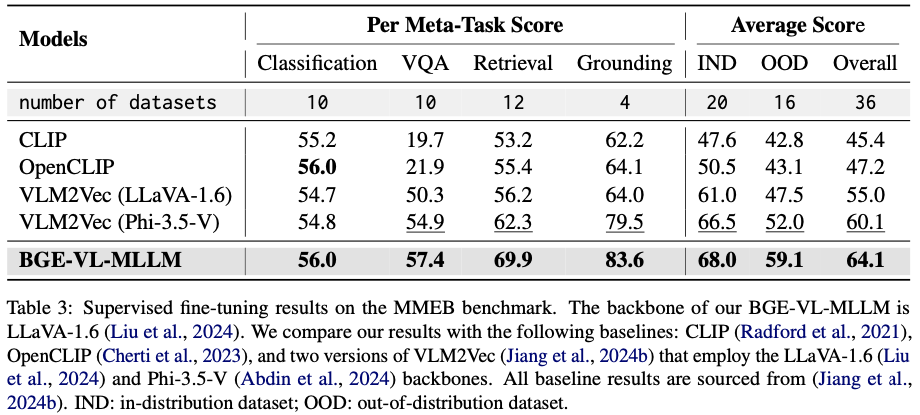 Models Per Meta-Task Score Average Score
Classification VQA Retrieval Grounding IND OOD Overall
number of datasets 10 10 12 4 20 16 36
CLIP 55.2 19.7 53.2 62.2 47.6 42.8 45.4
OpenCLIP 56.0 21.9 55.4 64.1 50.5 43.1 47.2
VLM2Vec (LLaVA-1.6) 54.7 50.3 56.2 64.0 61.0 47.5 55.0
VLM2Vec (Phi-3.5-V) 54.8 54.9 62.3 79.5 66.5 52.0 60.1
BGE-VL-MLLM 56.0 57.4 69.9 83.6 68.0 59.1 64.1
Table 3: Supervised fine-tuning results on the MMEB benchmark. The backbone of our BGE-VL-MLLM is
LLaVA-1.6 (Liu et al., 2024). We compare our results with the following baselines: CLIP (Radford et al., 2021),
OpenCLIP (Cherti et al., 2023), and two versions of VLM2Vec (Jiang et al., 2024b) that employ the LLaVA-1.6 (Liu
et al., 2024) and Phi-3.5-V (Abdin et al., 2024) backbones. All baseline results are sourced from (Jiang et al.,
2024b). IND: in-distribution dataset; OOD: out-of-distribution dataset.